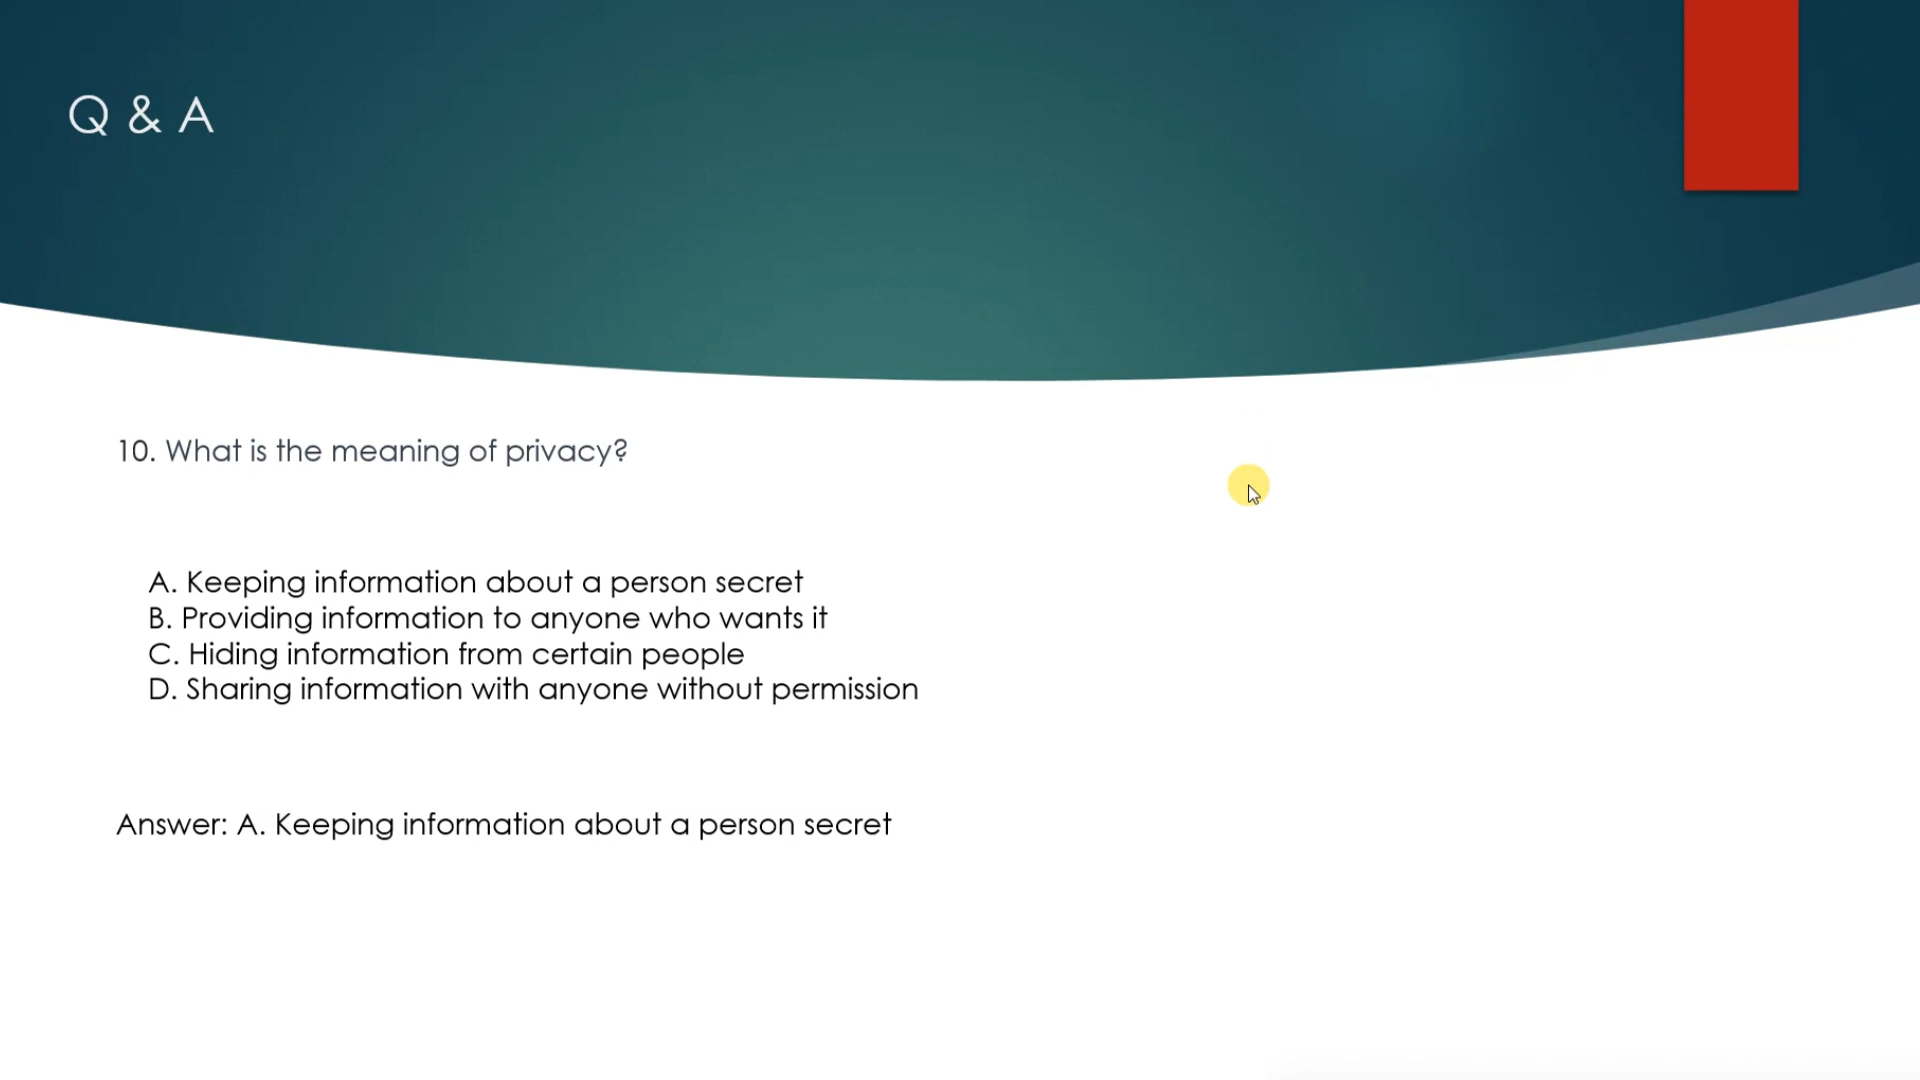 Q & A
10. What is the meaning of privacy?
A. Keeping information about a person secret
B. Providing information to anyone who wants it
C. Hiding information from certain people
D. Sharing information with anyone without permission
Answer: A. Keeping information about a person secret